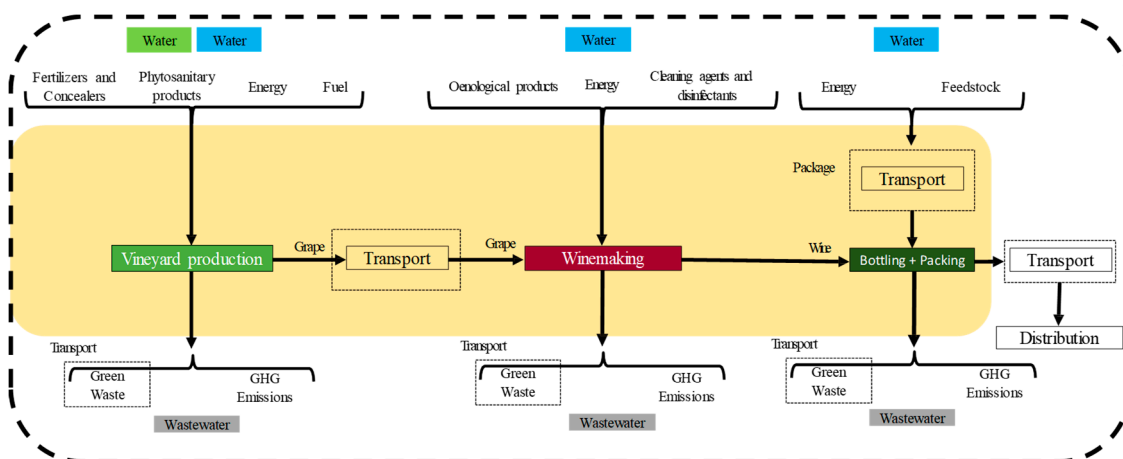 Water
Water
Water
Water
Fertilizers and
Concealers
Phytosanitary
products
Energy
Fuel
Oenological products
Energy
Cleaning agents and
disinfectants
Energy
Feedstock
Package
Transport
Vineyard production
Grape
Transport
Grape
Winemaking
Wine
Bottling + Packing
Transport
Distribution
Transport
Green
Waste
GHG
Emissions
Wastewater
Transport
Green
Waste
GHG
Emissions
Wastewater
Transport
Green
Waste
GHG
Emissions
Wastewater